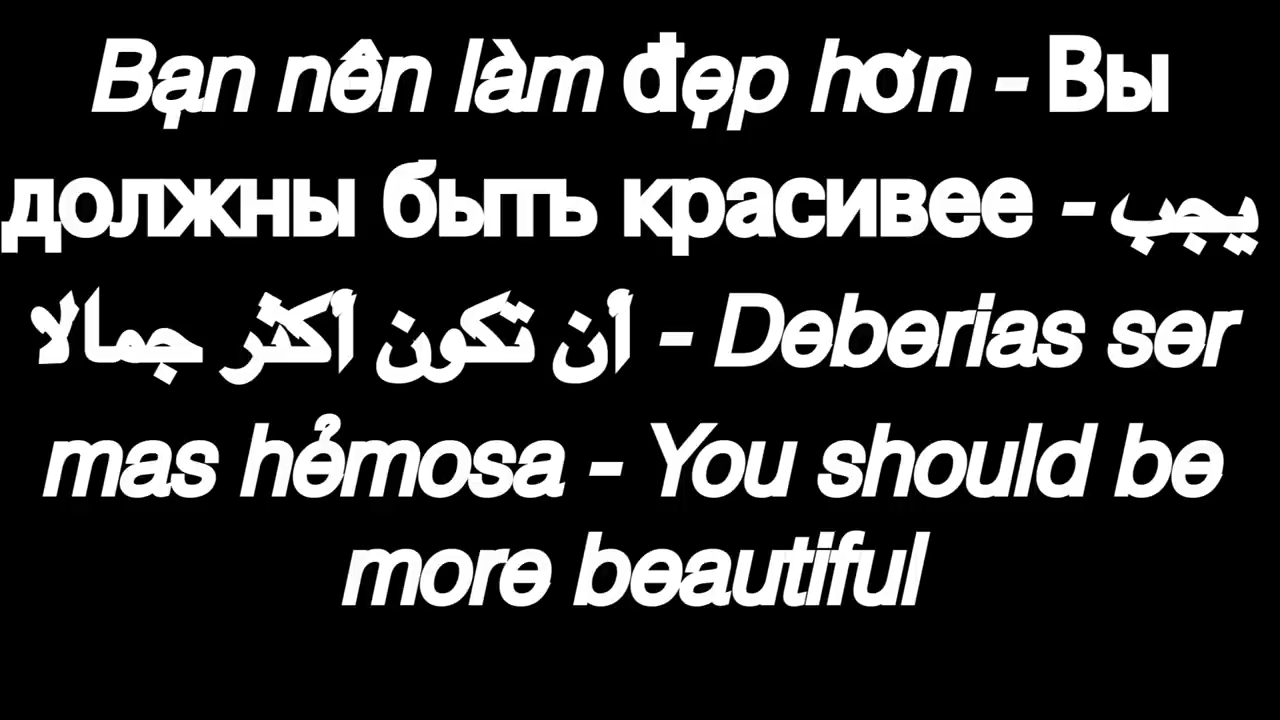 Bạn nên làm đẹp hơn - Вы
должны быть красивее - يجب
أن تكون أكثر جمالا - Deberias ser
mas hẻmosa - You should be
more beautiful